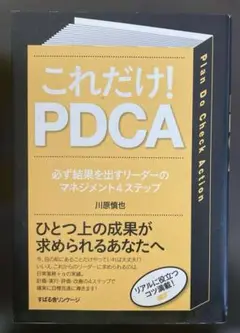 これだけ!
PDCA
Plan Do Check Action
必ず結果を出すリーダーの
マネジメント4ステップ
川原慎也
ひとつ上の成果が
求められるあなたへ
リアルに役立つ
コツ満載!
すばる舎リンケージ